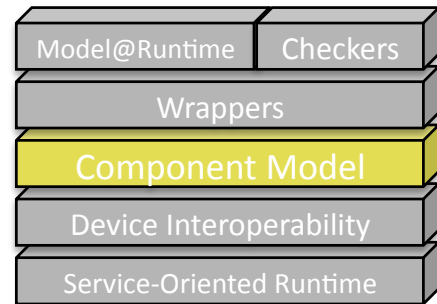 Model@Runtime Checkers
Wrappers
Component Model
Device Interoperability
Service-Oriented Runtime